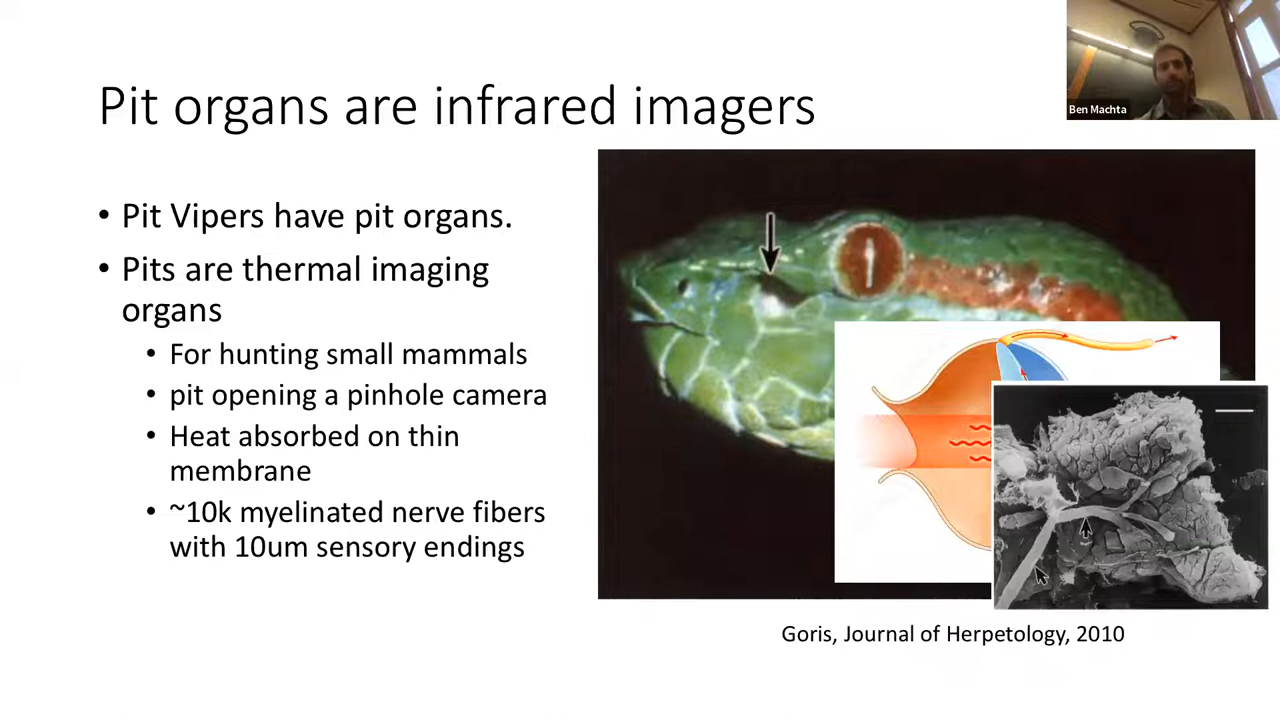 Ben Machta
Pit organs are infrared imagers
• Pit Vipers have pit organs.
• Pits are thermal imaging
organs
• For hunting small mammals
• pit opening a pinhole camera
• Heat absorbed on thin
membrane
• ~10k myelinated nerve fibers
with 10um sensory endings
Goris, Journal of Herpetology, 2010